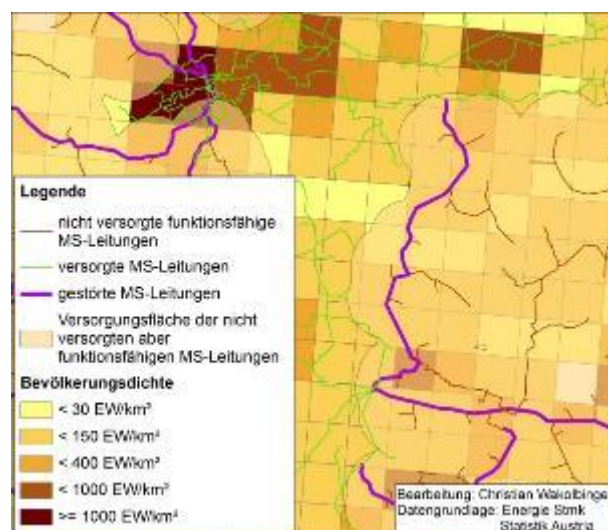 Legende
nicht versorgte funktionsfähige
MS-Leitungen
versorgte MS-Leitungen
gestörte MS-Leitungen
Versorgungsfläche der nicht
versorgten aber
funktionsfähigen MS-Leitungen
Bevölkerungsdichte
< 30 EW/km²
< 150 EW/km²
< 400 EW/km²
< 1000 EW/km²
>= 1000 EW/km²
Bearbeitung: Christian Wakolbinge
Datengrundlage: Energie Stmk
Statistik Austria